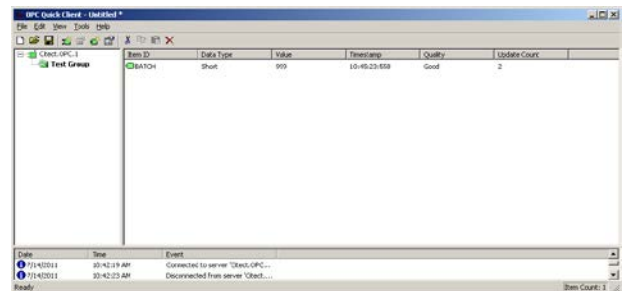 OPC Quick Client - Untitled *
File Edit View Tools Help
Citect.OPC.1
Test Group
Item ID Data Type Value Timestamp Quality Update Count
BATCH Short 999 10:45:23:558 Good 2
Date Time Event
7/14/2011 10:42:19 AM Connected to server 'Citect.OPC...
7/14/2011 10:42:23 AM Disconnected from server 'Citect....
Ready Item Count: 1